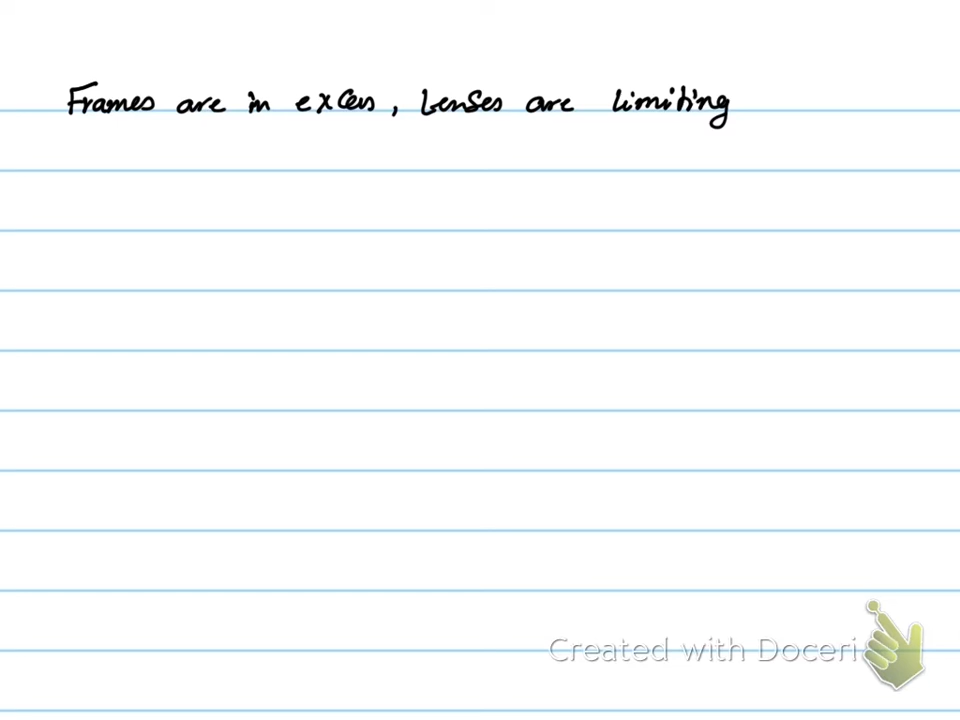 Frames are in excess, Lenses are limiting
Created with Doceri